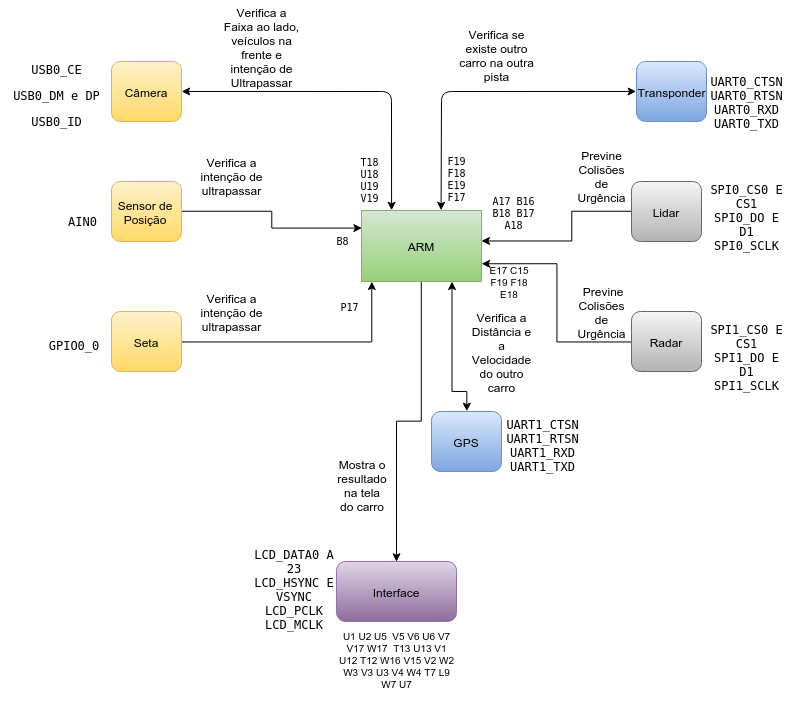 Verifica a
Faixa ao lado,
veículos na
frente e
intenção de
Ultrapassar
Verifica se
existe outro
carro na outra
pista
USB0_CE
USB0_DM e DP
USB0_ID
Câmera
Transponder
UART0_CTSN
UART0_RTSN
UART0_RXD
UART0_TXD
T18
U18
U19
V19
F19
F18
E19
F17
Verifica a
intenção de
ultrapassar
Previne
Colisões
de
Urgência
AIN0
Sensor de
Posição
B8
ARM
A17 B16
B18 B17
A18
Lidar
SPI0_CS0 E
CS1
SPI0_DO E
D1
SPI0_SCLK
E17 C15
F19 F18
E18
Verifica a
intenção de
ultrapassar
P17
Previne
Colisões
de
Urgência
GPIO0_0
Seta
Verifica a
Distância e
a
Velocidade
do outro
carro
Radar
SPI1_CS0 E
CS1
SPI1_DO E
D1
SPI1_SCLK
GPS
UART1_CTSN
UART1_RTSN
UART1_RXD
UART1_TXD
Mostra o
resultado
na tela
do carro
LCD_DATA0 A
23
LCD_HSYNC E
VSYNC
LCD_PCLK
LCD_MCLK
Interface
U1 U2 U5 V5 V6 U6 V7
V17 W17 T13 U13 V1
U12 T12 W16 V15 V2 W2
W3 V3 U3 V4 W4 T7 L9
W7 U7